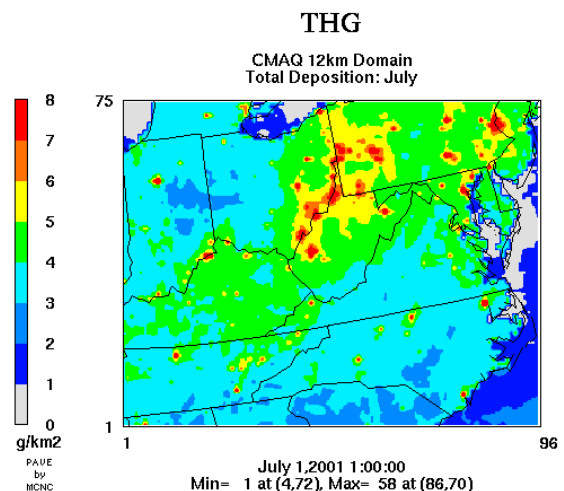 THG
CMAQ 12km Domain
Total Deposition: July
8
7
6
5
4
3
2
1
0
g/km2
PAVE
by
MCNC
75
1
1
96
July 1,2001 1:00:00
Min= 1 at (4,72), Max= 58 at (86,70)